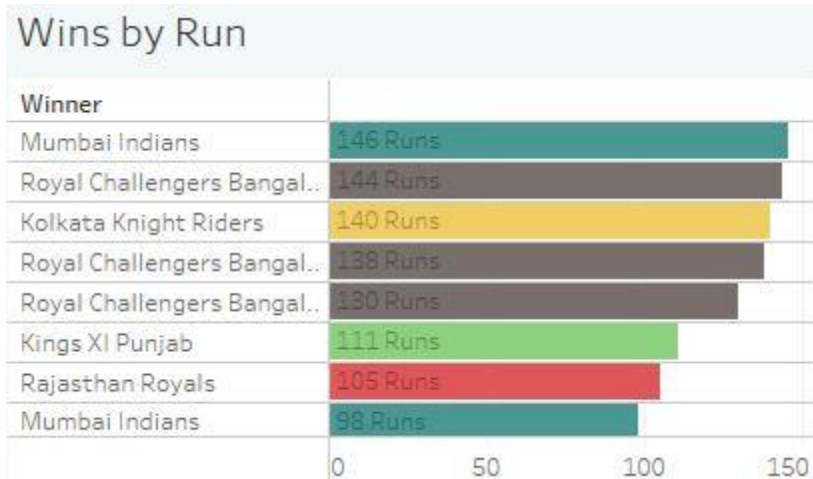 Wins by Run
Winner
Mumbai Indians 146 Runs
Royal Challengers Bangal.. 144 Runs
Kolkata Knight Riders 140 Runs
Royal Challengers Bangal.. 138 Runs
Royal Challengers Bangal.. 130 Runs
Kings XI Punjab 111 Runs
Rajasthan Royals 105 Runs
Mumbai Indians 98 Runs
0 50 100 150